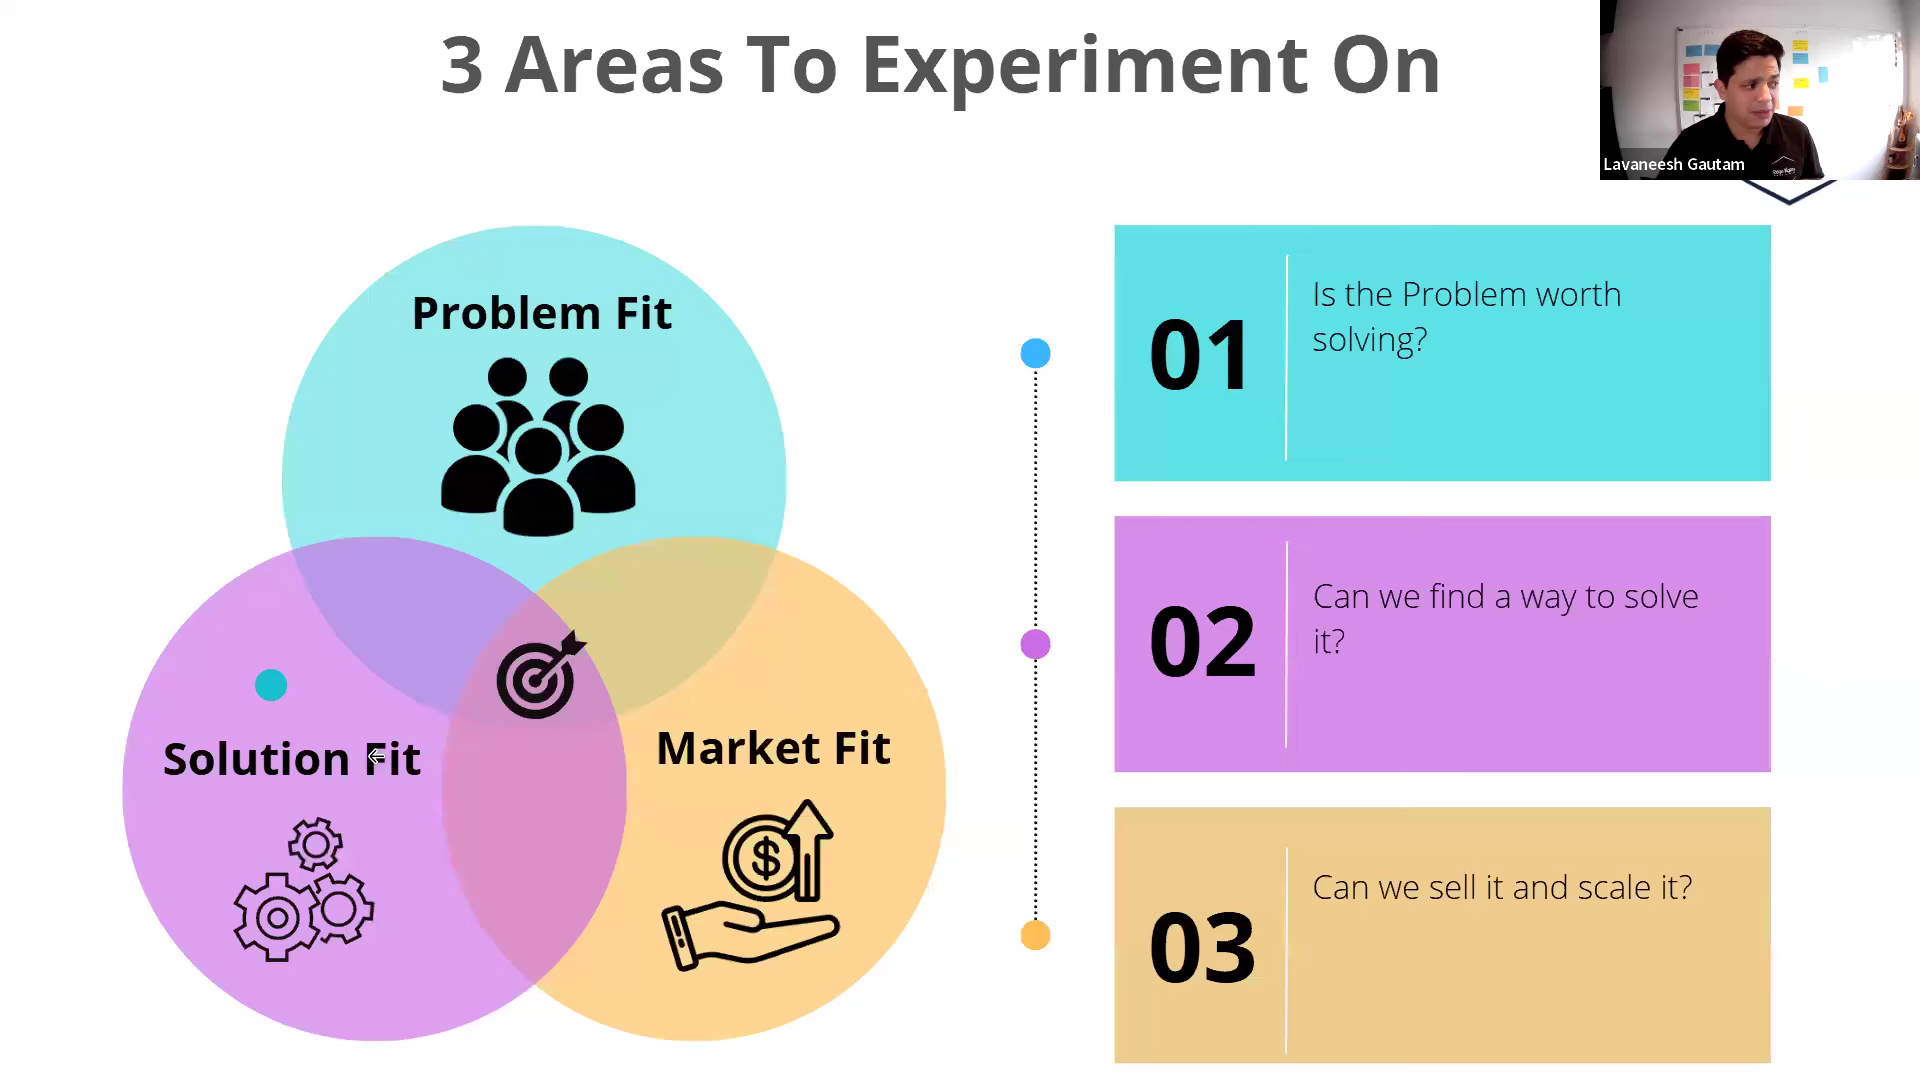 3 Areas To Experiment On
Lavaneesh Gautam
Problem Fit
Solution Fit
Market Fit
01
Is the Problem worth
solving?
02
Can we find a way to solve
it?
03
Can we sell it and scale it?